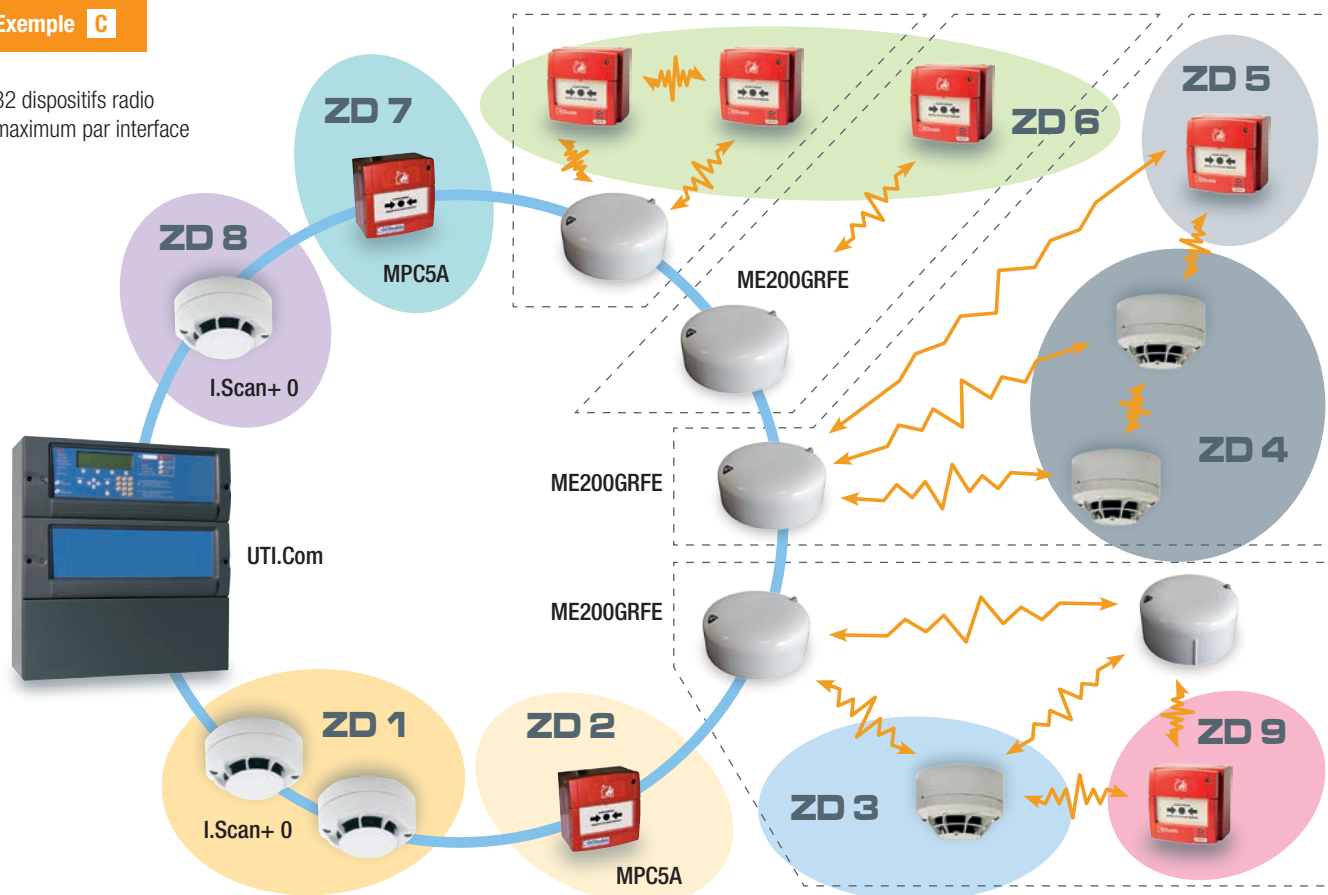 Exemple C
32 dispositifs radio
maximum par interface
ZD 7
ZD 6
ZD 5
ZD 8
MPC5A
ME200GRFE
I.Scan+ 0
ME200GRFE
ZD 4
UTI.Com
ME200GRFE
ZD 1
ZD 2
ZD 9
ZD 3
I.Scan+ 0
MPC5A